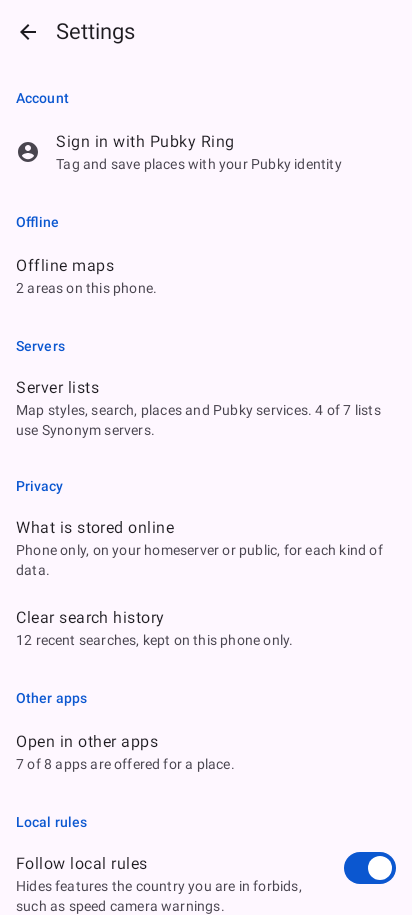 Settings
Account
Sign in with Pubky Ring
Tag and save places with your Pubky identity
Offline
Offline maps
2 areas on this phone.
Servers
Server lists
Map styles, search, places and Pubky services. 4 of 7 lists
use Synonym servers.
Privacy
What is stored online
Phone only, on your homeserver or public, for each kind of
data.
Clear search history
12 recent searches, kept on this phone only.
Other apps
Open in other apps
7 of 8 apps are offered for a place.
Local rules
Follow local rules
Hides features the country you are in forbids,
such as speed camera warnings.